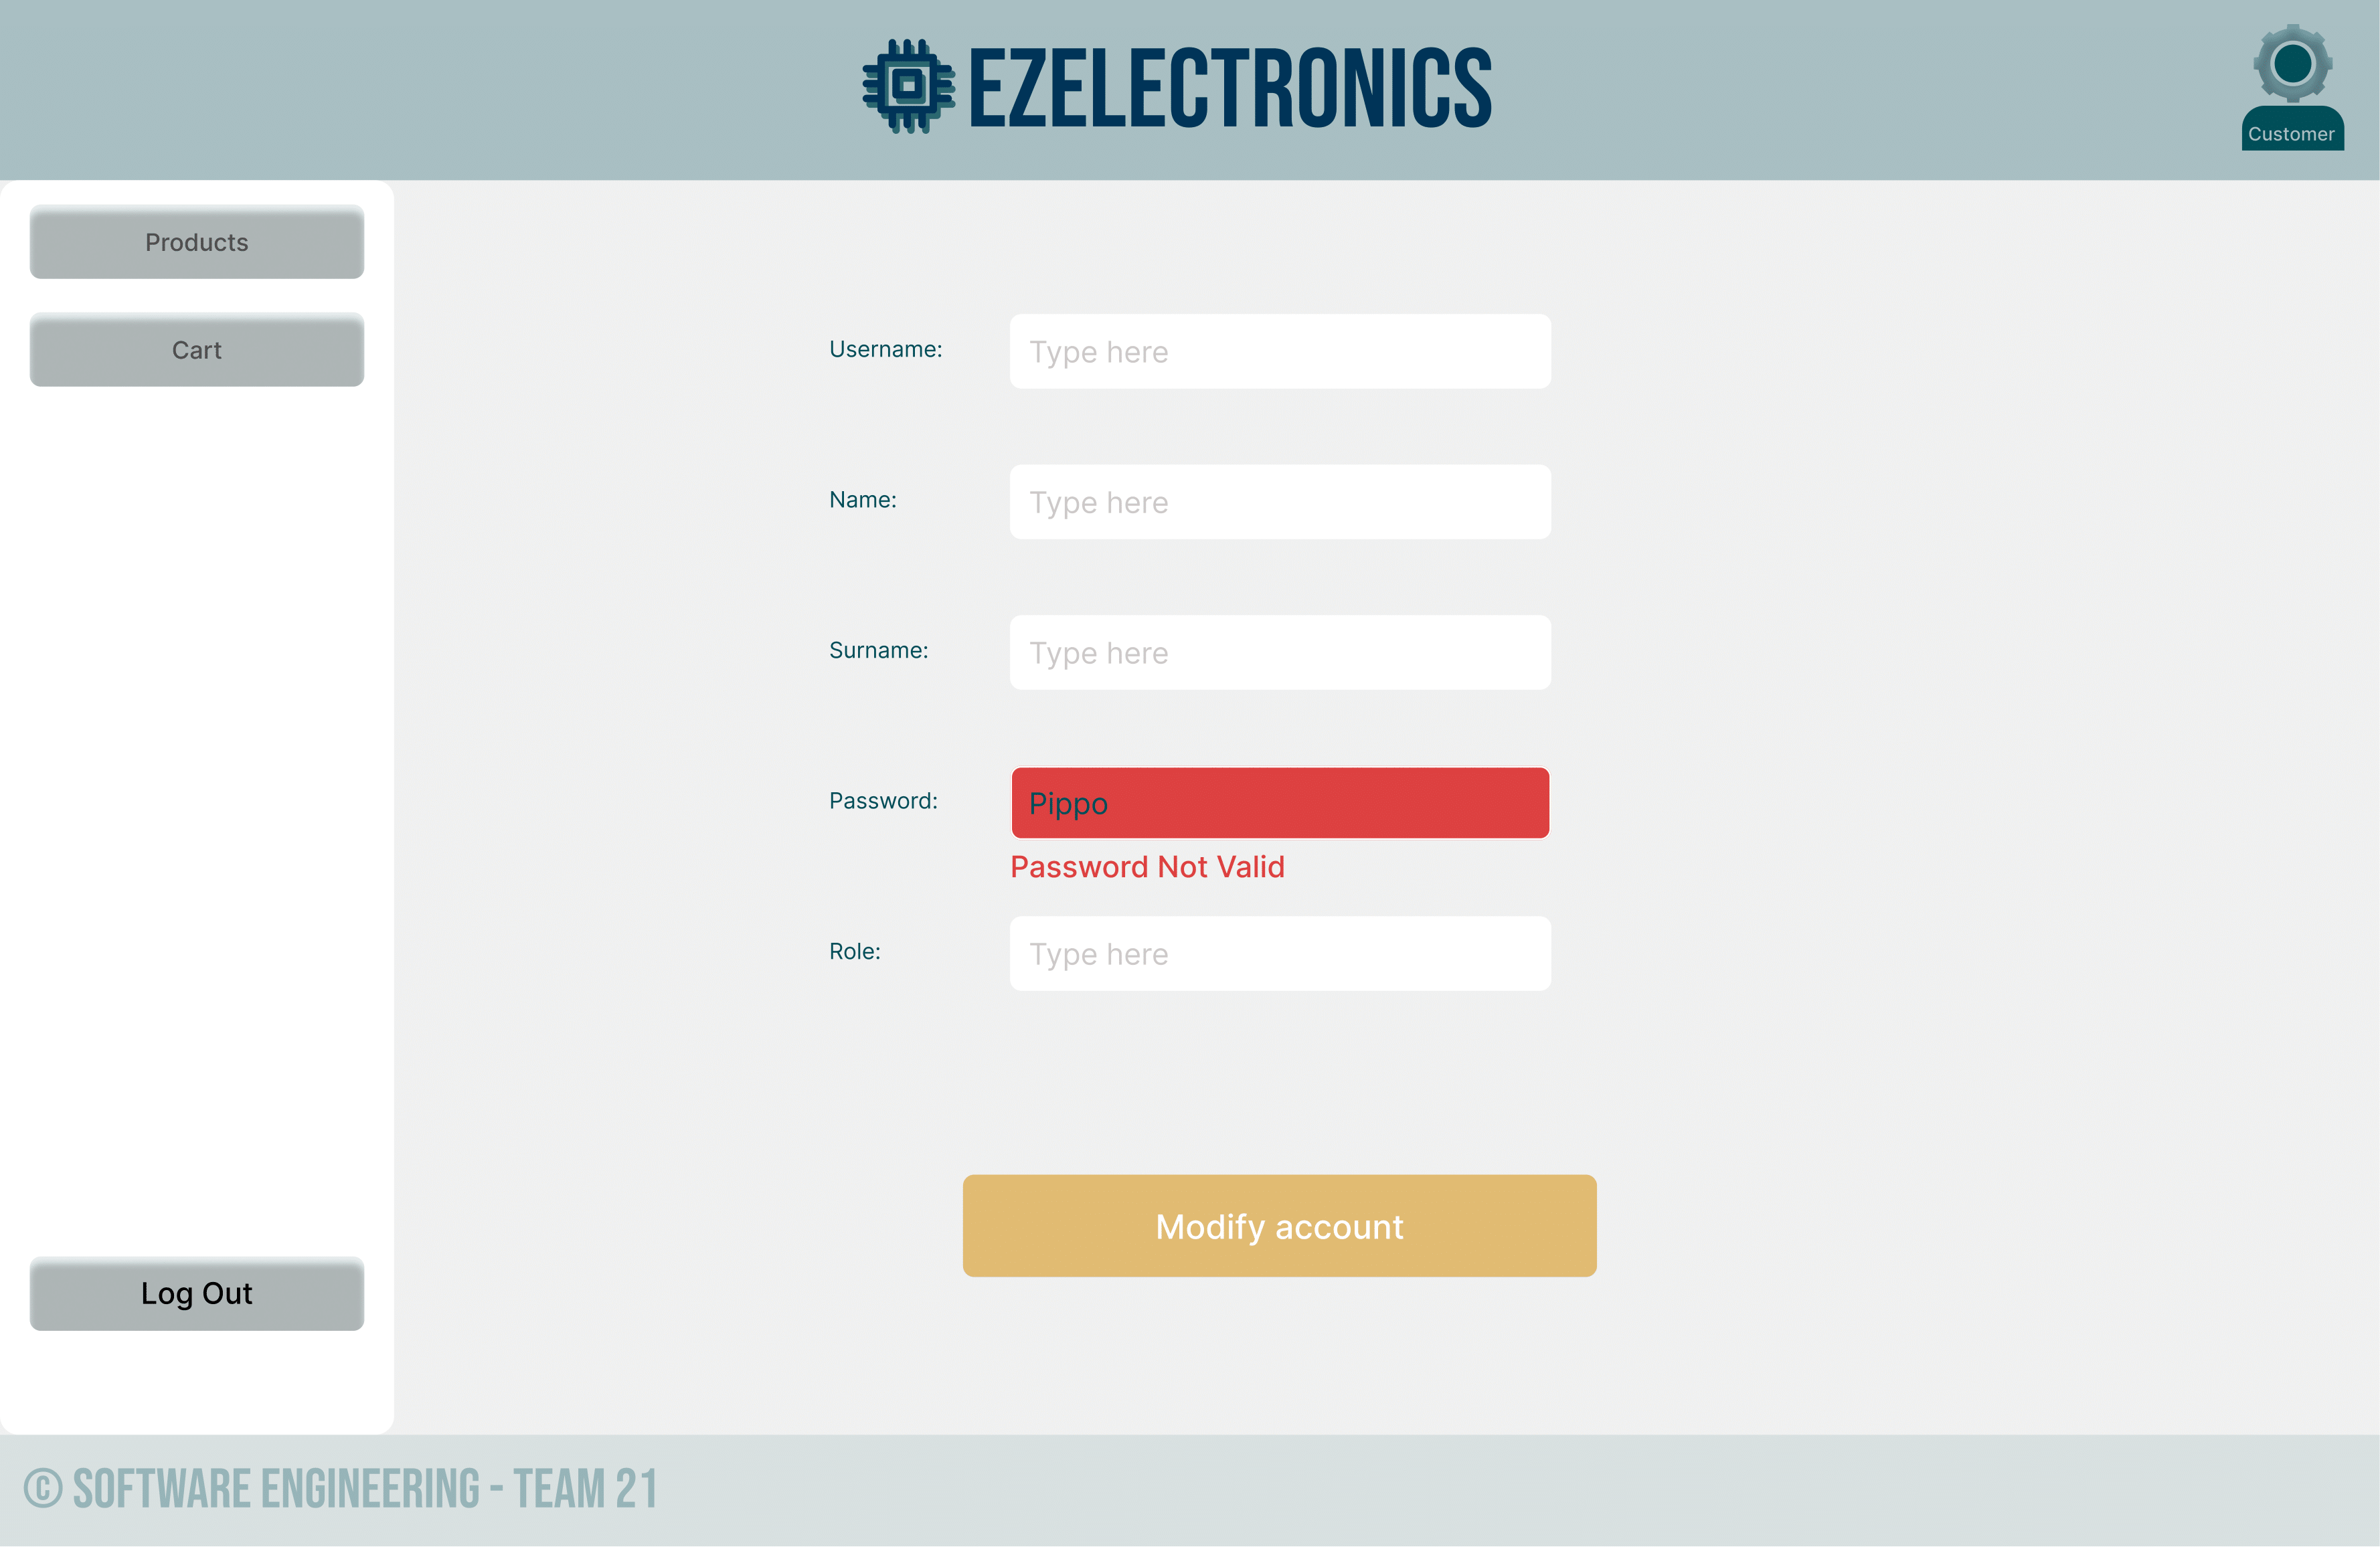 EZELECTRONICS
Customer
Products
Cart
Username:
Type here
Name:
Type here
Surname:
Type here
Password:
Pippo
Password Not Valid
Role:
Type here
Modify account
Log Out
© SOFTWARE ENGINEERING - TEAM 21